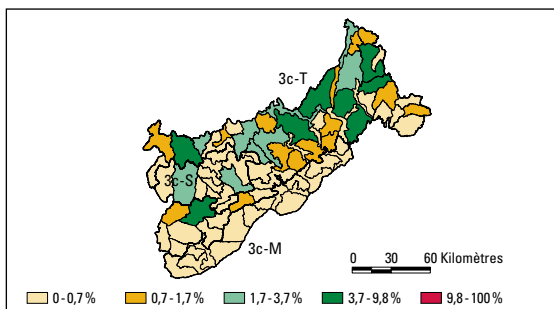 3c-T
3c-S
3c-M
0 30 60 Kilomètres
0 - 0,7 % 0,7 - 1,7 % 1,7 - 3,7 % 3,7 - 9,8 % 9,8 - 100 %